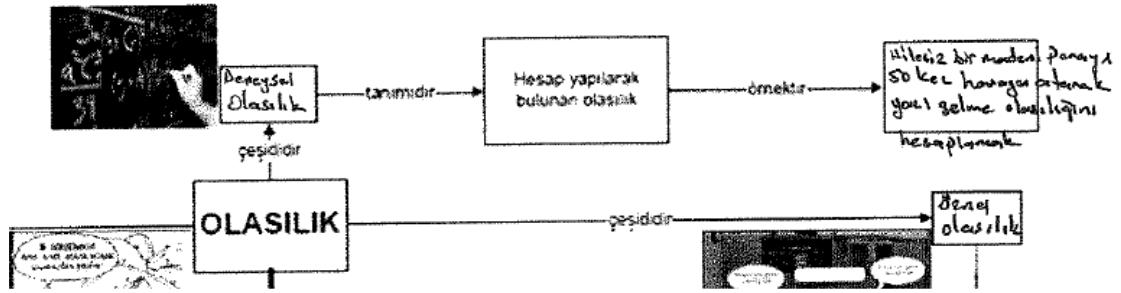 Deneysel
Olasılık
tanımıdır
Hesap yapılarak
bulunan olasılık
örnektir
Hilesiz bir madeni Parayı
50 kez havaya atarak
yazı gelme olasılığını
hesaplamak
çeşididir
OLASILIK
çeşididir
Öznel
olasılık